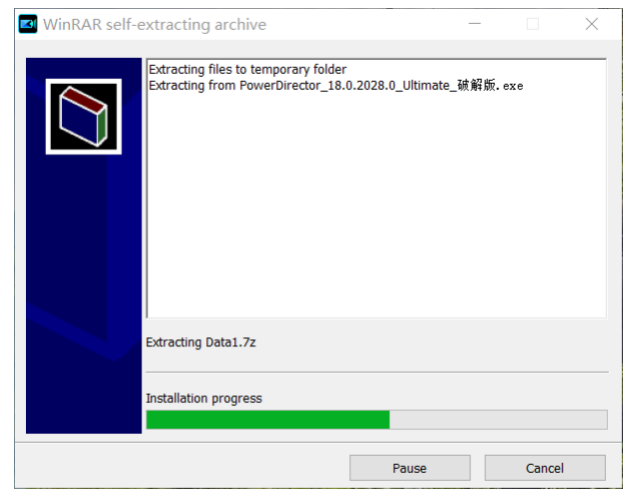 WinRAR self-extracting archive
Extracting files to temporary folder
Extracting from PowerDirector_18.0.2028.0_Ultimate_破解版.exe
Extracting Data1.7z
Installation progress
Pause Cancel